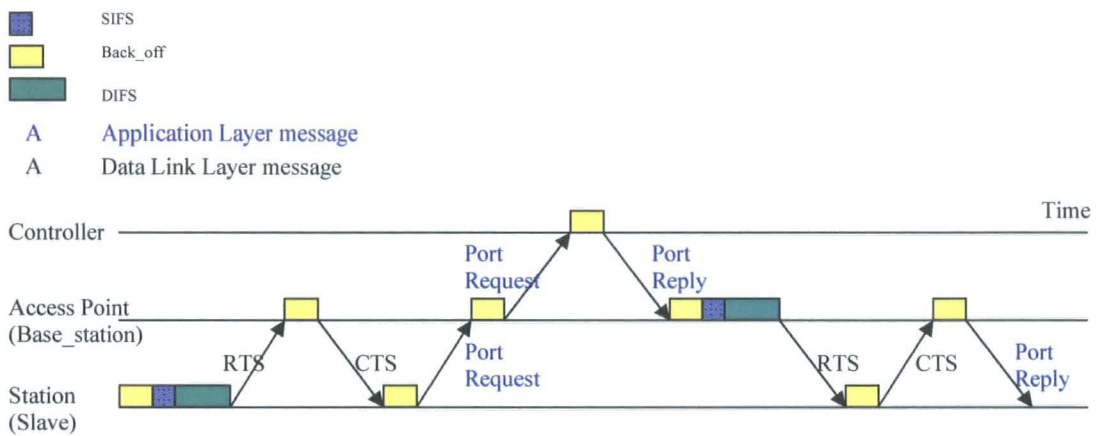 SIFS
Back_off
DIFS
A Application Layer message
A Data Link Layer message
Time
Controller
Port
Request
Port
Reply
Access Point
(Base_station)
RTS
CTS
Port
Request
RTS
CTS
Port
Reply
Station
(Slave)